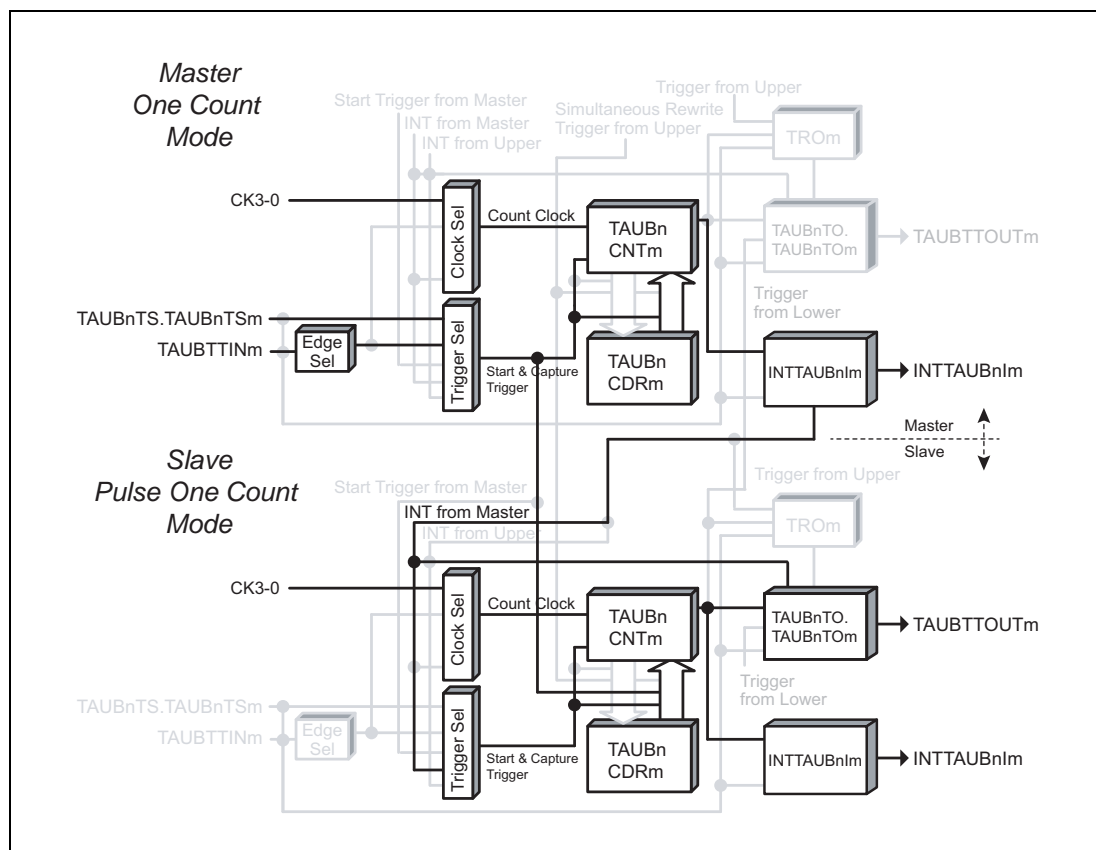 Master
One Count
Mode
Trigger from Upper
Start Trigger from Master
Simultaneous Rewrite
Trigger from Upper
INT from Master
INT from Upper
TROm
CK3-0
Clock Sel
Count Clock
TAUBn
CNTm
TAUBnTO.
TAUBnTOm
TAUBTTOUTm
Trigger
from Lower
TAUBnTS.TAUBnTSm
TAUBTTINm
Edge
Sel
Trigger Sel
Start & Capture
Trigger
TAUBn
CDRm
INTTAUBnIm
INTTAUBnIm
Master
Slave
Slave
Pulse One Count
Mode
Trigger from Upper
Start Trigger from Master
INT from Master
INT from Upper
TROm
CK3-0
Clock Sel
Count Clock
TAUBn
CNTm
TAUBnTO.
TAUBnTOm
TAUBTTOUTm
Trigger
from Lower
TAUBnTS.TAUBnTSm
TAUBTTINm
Edge
Sel
Trigger Sel
Start & Capture
Trigger
TAUBn
CDRm
INTTAUBnIm
INTTAUBnIm